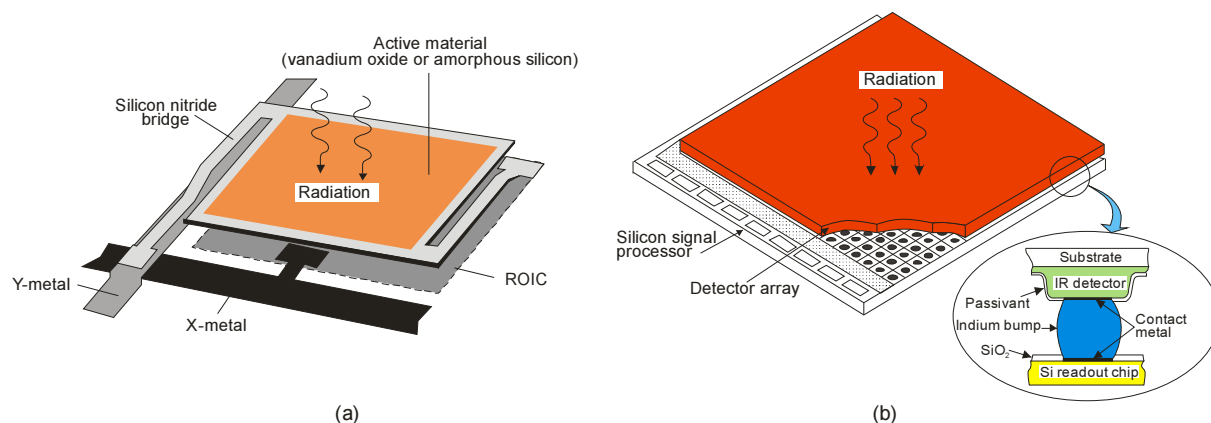 Active material
(vanadium oxide or amorphous silicon)
Silicon nitride
bridge
Radiation
ROIC
Y-metal
X-metal
(a)
Radiation
Silicon signal
processor
Detector array
Substrate
IR detector
Passivant
Contact
metal
Indium bump
SiO₂
Si readout chip
(b)